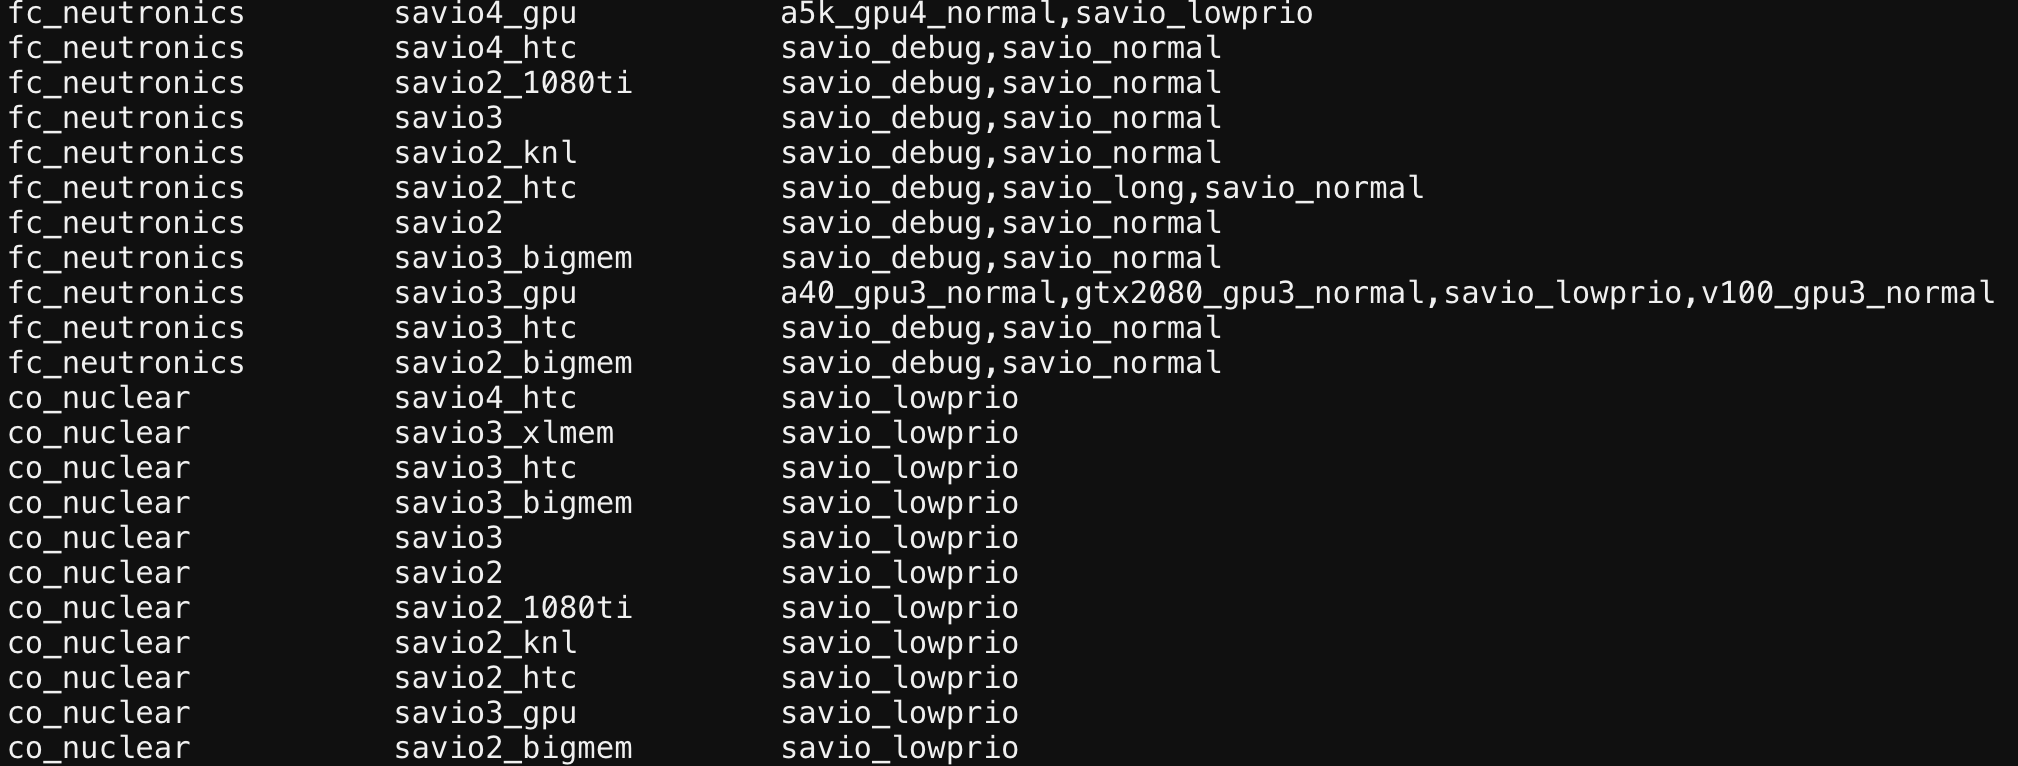 fc_neutronics savio4_gpu a5k_gpu4_normal,savio_lowprio
fc_neutronics savio4_htc savio_debug,savio_normal
fc_neutronics savio2_1080ti savio_debug,savio_normal
fc_neutronics savio3 savio_debug,savio_normal
fc_neutronics savio2_knl savio_debug,savio_normal
fc_neutronics savio2_htc savio_debug,savio_long,savio_normal
fc_neutronics savio2 savio_debug,savio_normal
fc_neutronics savio3_bigmem savio_debug,savio_normal
fc_neutronics savio3_gpu a40_gpu3_normal,gtx2080_gpu3_normal,savio_lowprio,v100_gpu3_normal
fc_neutronics savio3_htc savio_debug,savio_normal
fc_neutronics savio2_bigmem savio_debug,savio_normal
co_nuclear savio4_htc savio_lowprio
co_nuclear savio3_xlmem savio_lowprio
co_nuclear savio3_htc savio_lowprio
co_nuclear savio3_bigmem savio_lowprio
co_nuclear savio3 savio_lowprio
co_nuclear savio2 savio_lowprio
co_nuclear savio2_1080ti savio_lowprio
co_nuclear savio2_knl savio_lowprio
co_nuclear savio2_htc savio_lowprio
co_nuclear savio3_gpu savio_lowprio
co_nuclear savio2_bigmem savio_lowprio